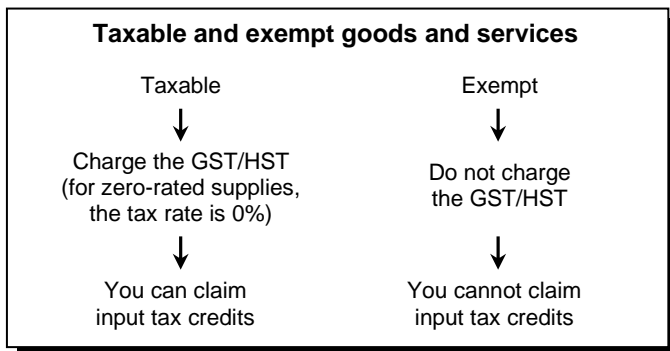 Taxable and exempt goods and services
Taxable
Charge the GST/HST
(for zero-rated supplies,
the tax rate is 0%)
You can claim
input tax credits
Exempt
Do not charge
the GST/HST
You cannot claim
input tax credits